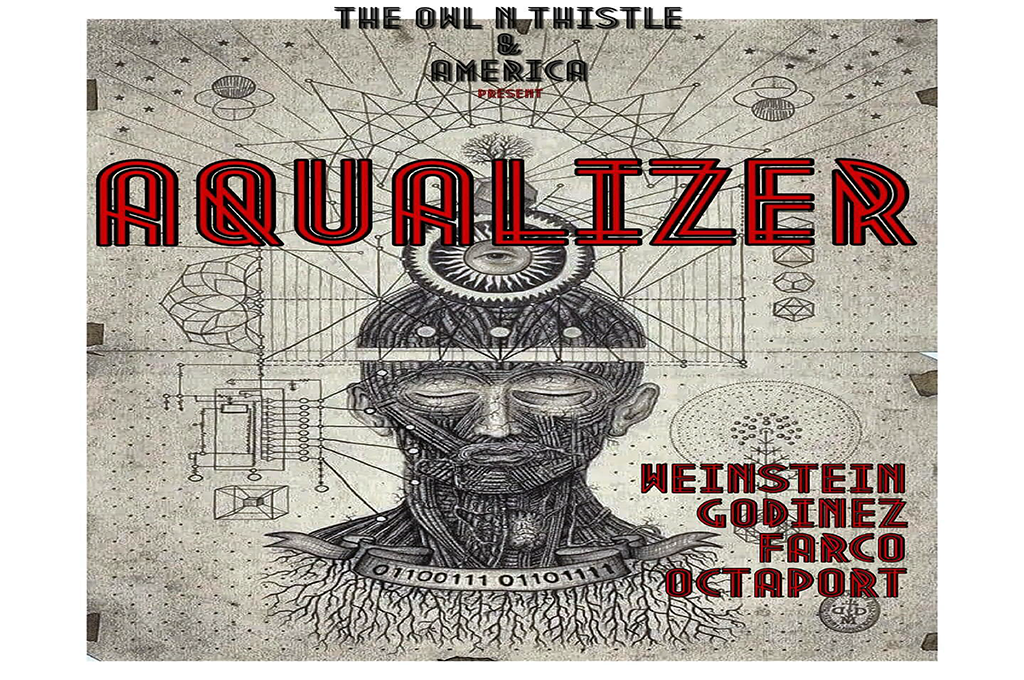 THE OWL N THISTLE
&
AMERICA
PRESENT
AQUALIZER
WEINSTEIN
GODINEZ
FARCO
OCTAPORT
01100111 01101111